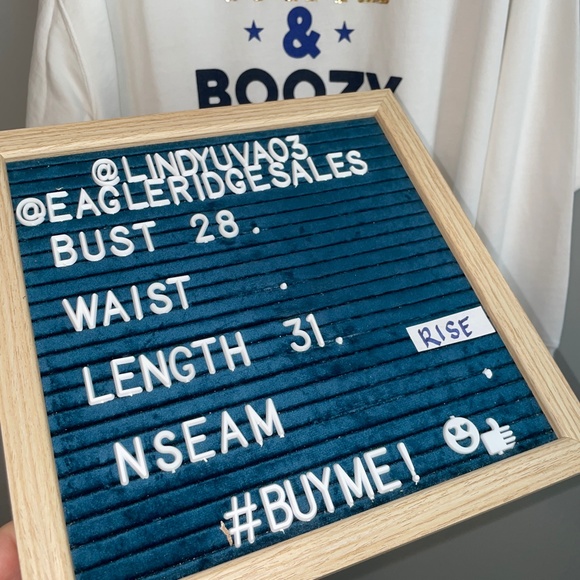 &
BOOZY
@LINDYUVA03
@EAGLERIDGESALES
BUST 28.
WAIST .
LENGTH 31.
RISE
NSEAM
#BUYME!